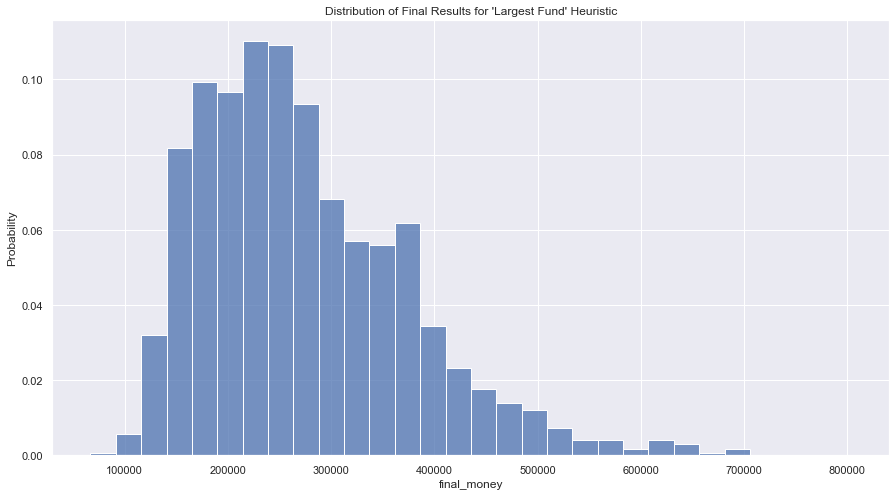 Distribution of Final Results for 'Largest Fund' Heuristic
Probability
0.10
0.08
0.06
0.04
0.02
0.00
100000 200000 300000 400000 500000 600000 700000 800000
final_money